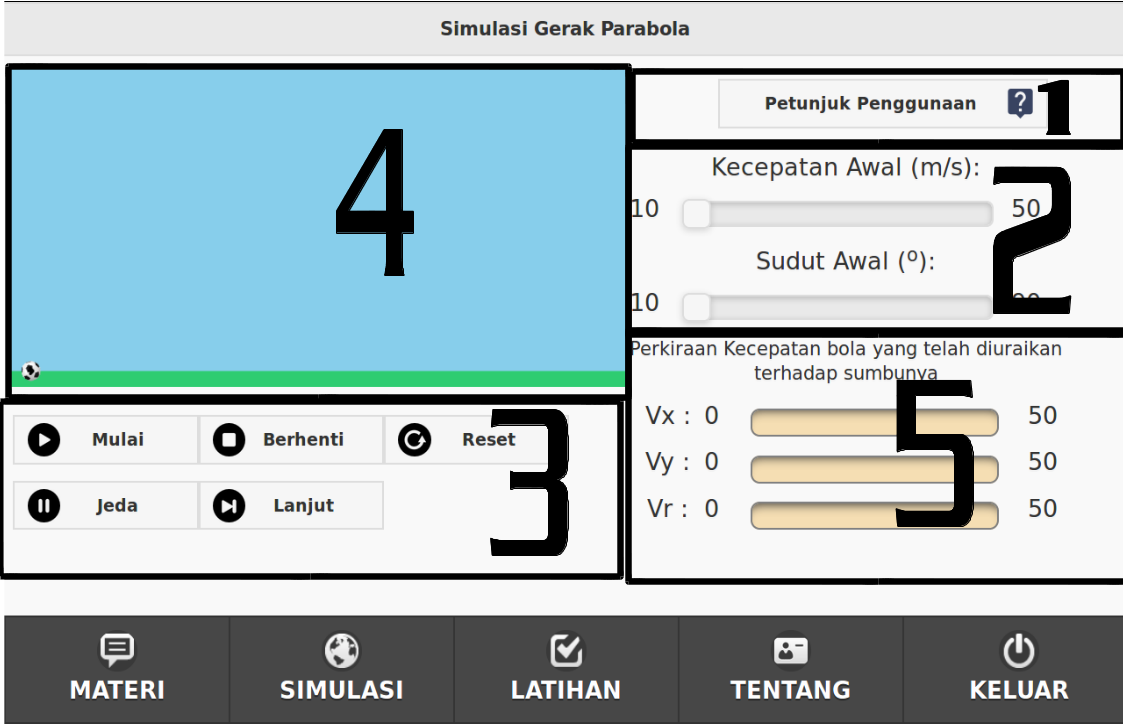 Simulasi Gerak Parabola
4
Petunjuk Penggunaan ?
1
Kecepatan Awal (m/s):
10 50
2
Sudut Awal (º):
10
Perkiraan Kecepatan bola yang telah diuraikan
terhadap sumbunya
Vx : 0 50
Vy : 0 50
Vr : 0 50
5
Mulai Berhenti Reset
Jeda Lanjut
3
MATERI SIMULASI LATIHAN TENTANG KELUAR